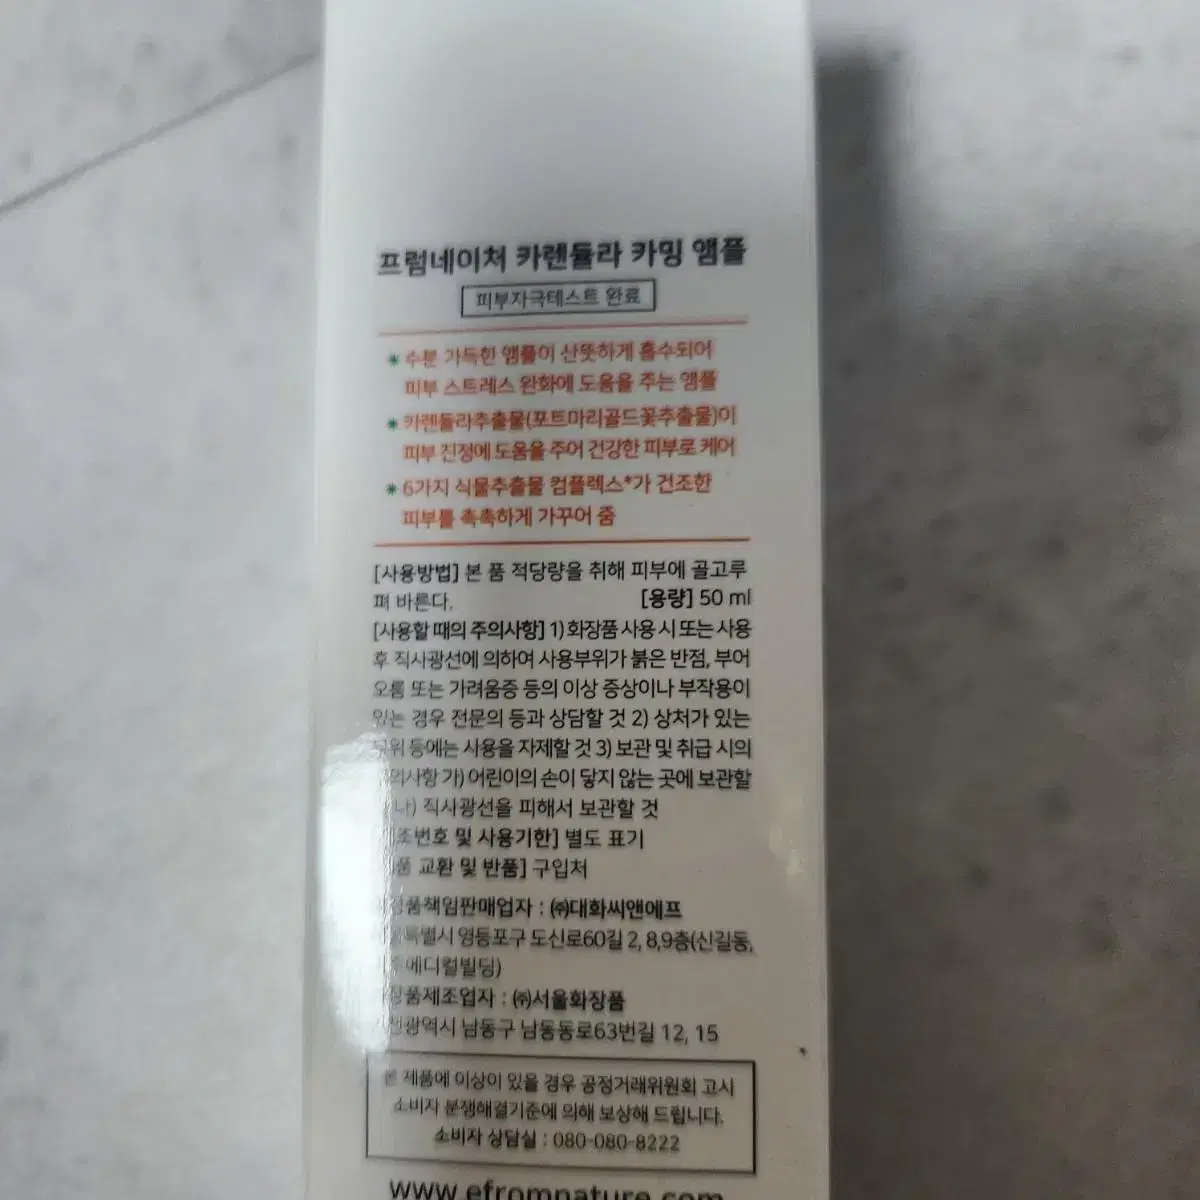 프럼네이처 카렌듈라 카밍 앰플
피부자극테스트 완료
* 수분 가득한 앰플이 산뜻하게 흡수되어
피부 스트레스 완화에 도움을 주는 앰플
* 카렌듈라추출물(포트마리골드꽃추출물)이
피부 진정에 도움을 주어 건강한 피부로 케어
* 6가지 식물추출물 컴플렉스*가 건조한
피부를 촉촉하게 가꾸어 줌
[사용방법] 본 품 적당량을 취해 피부에 골고루
펴 바른다. [용량] 50 ml
[사용할 때의 주의사항] 1) 화장품 사용 시 또는 사용
후 직사광선에 의하여 사용부위가 붉은 반점, 부어
오름 또는 가려움증 등의 이상 증상이나 부작용이
있는 경우 전문의 등과 상담할 것 2) 상처가 있는
부위 등에는 사용을 자제할 것 3) 보관 및 취급 시의
주의사항 가) 어린이의 손이 닿지 않는 곳에 보관할
나) 직사광선을 피해서 보관할 것
제조번호 및 사용기한] 별도 표기
교환 및 반품] 구입처
화장품책임판매업자 : ㈜대화씨앤에프
서울특별시 영등포구 도신로60길 2, 8,9층(신길동,
메디컬빌딩)
화장품제조업자 : ㈜서울화장품
인천광역시 남동구 남동동로63번길 12, 15
본 제품에 이상이 있을 경우 공정거래위원회 고시
소비자 분쟁해결기준에 의해 보상해 드립니다.
소비자 상담실 : 080-080-8222
www.efromnature.com